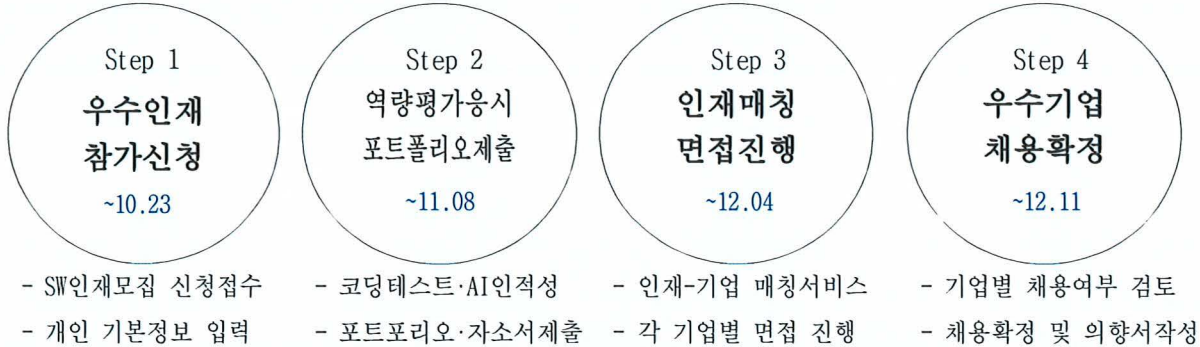 Step 1
우수인재
참가신청
~10.23
- SW인재모집 신청접수
- 개인 기본정보 입력
Step 2
역량평가응시
포트폴리오제출
~11.08
- 코딩테스트·AI인적성
- 포트포리오·자소서제출
Step 3
인재매칭
면접진행
~12.04
- 인재-기업 매칭서비스
- 각 기업별 면접 진행
Step 4
우수기업
채용확정
~12.11
- 기업별 채용여부 검토
- 채용확정 및 의향서작성